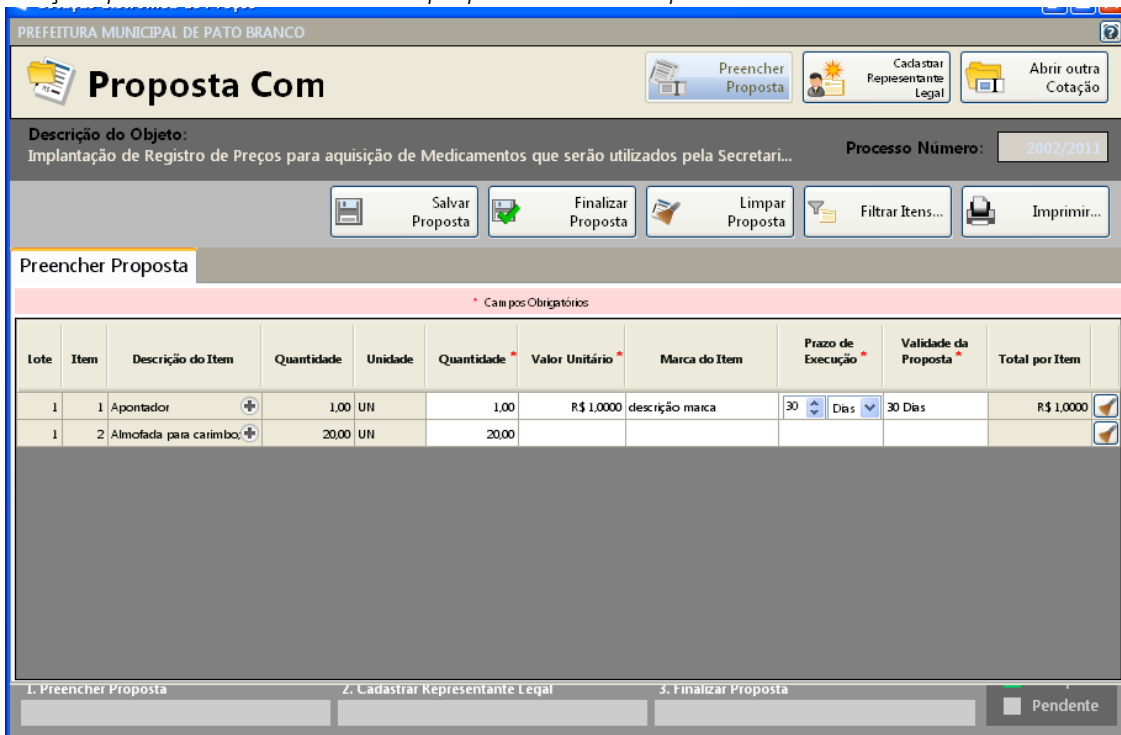 PREFEITURA MUNICIPAL DE PATO BRANCO
Proposta Com
Preencher
Proposta
Cadastrar
Representante
Legal
Abrir outra
Cotação
Descrição do Objeto:
Implantação de Registro de Preços para aquisição de Medicamentos que serão utilizados pela Secretari...
Processo Número: 2002/2011
Salvar
Proposta
Finalizar
Proposta
Limpar
Proposta
Filtrar Itens...
Imprimir...
Preencher Proposta
* Campos Obrigatórios
Lote Item Descrição do Item Quantidade Unidade Quantidade * Valor Unitário * Marca do Item Prazo de Execução * Validade da Proposta * Total por Item
1 1 Apontador 1,00 UN 1,00 R$ 1,0000 descrição marca 30 Dias 30 Dias R$ 1,0000
1 2 Almofada para carimbo; 20,00 UN 20,00
1. Preencher Proposta 2. Cadastrar Representante Legal 3. Finalizar Proposta
Pendente